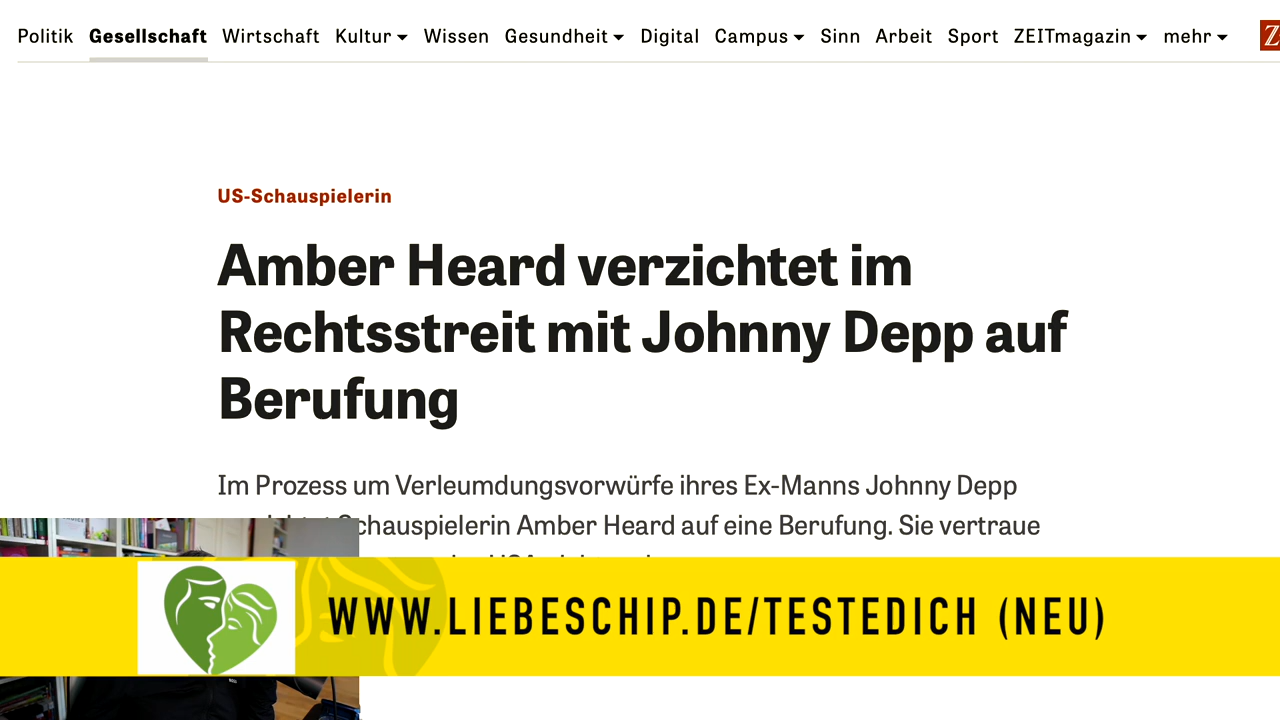 Politik Gesellschaft Wirtschaft Kultur Wissen Gesundheit Digital Campus Sinn Arbeit Sport ZEITmagazin mehr Z
US-Schauspielerin
Amber Heard verzichtet im
Rechtsstreit mit Johnny Depp auf
Berufung
Im Prozess um Verleumdungsvorwürfe ihres Ex-Manns Johnny Depp
Schauspielerin Amber Heard auf eine Berufung. Sie vertraue
WWW.LIEBESCHIP.DE/TESTEDICH (NEU)